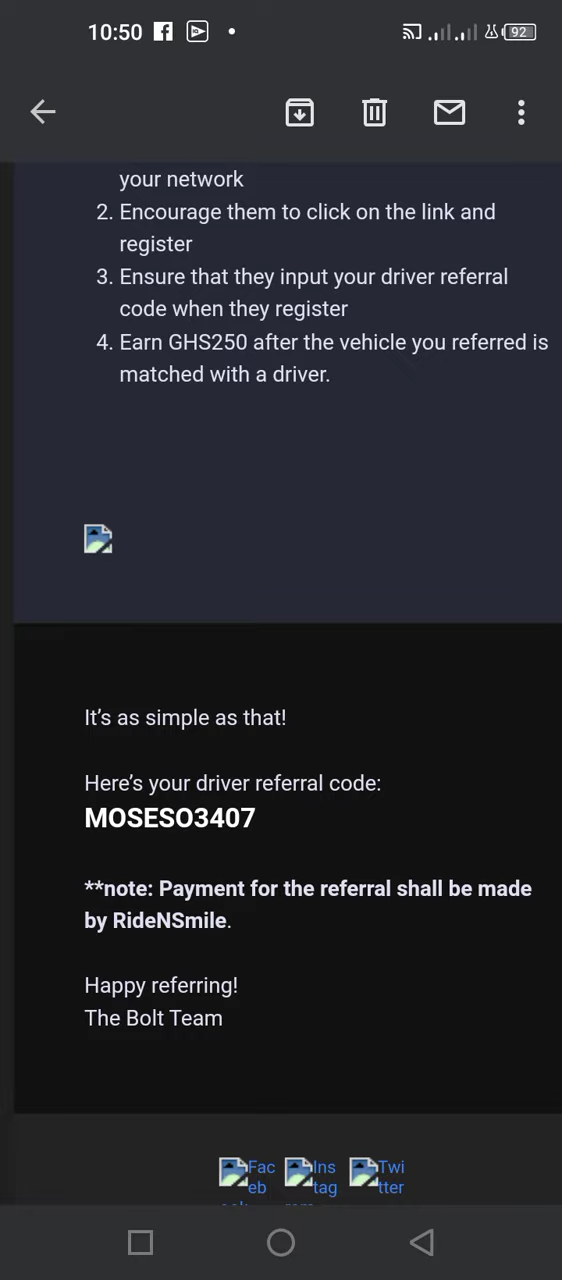 10:50
92
your network
2. Encourage them to click on the link and
register
3. Ensure that they input your driver referral
code when they register
4. Earn GHS250 after the vehicle you referred is
matched with a driver.
It's as simple as that!
Here's your driver referral code:
MOSESO3407
**note: Payment for the referral shall be made
by RideNSmile.
Happy referring!
The Bolt Team
Faceb Instag Twitter